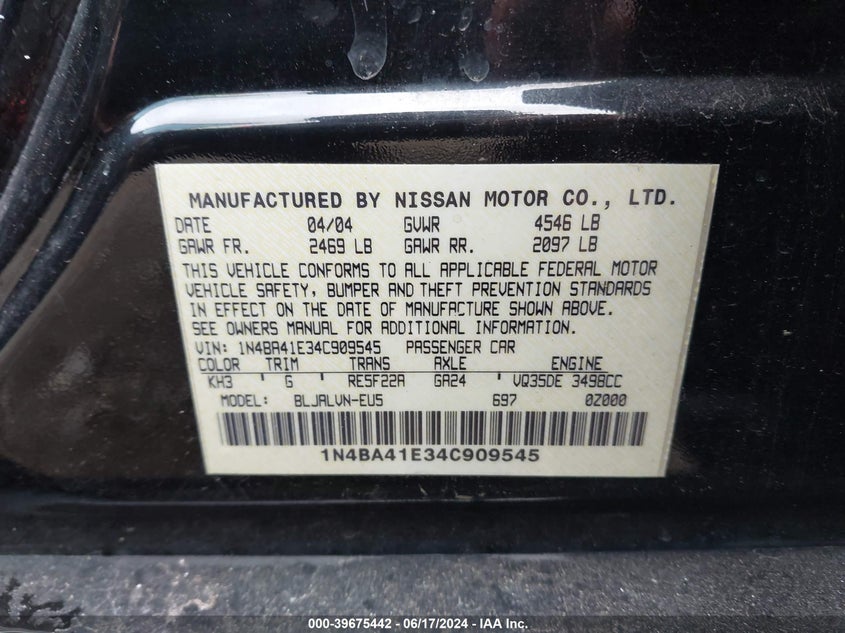 MANUFACTURED BY NISSAN MOTOR CO., LTD.
DATE 04/04 GVWR 4546 LB
GAWR FR. 2469 LB GAWR RR. 2097 LB
THIS VEHICLE CONFORMS TO ALL APPLICABLE FEDERAL MOTOR
VEHICLE SAFETY, BUMPER AND THEFT PREVENTION STANDARDS
IN EFFECT ON THE DATE OF MANUFACTURE SHOWN ABOVE.
SEE OWNERS MANUAL FOR ADDITIONAL INFORMATION.
VIN: 1N4BA41E34C909545 PASSENGER CAR
COLOR TRIM TRANS AXLE ENGINE
KH3 ' G RE5F22A GA24 ' VQ35DE 3498CC
MODEL: BLJALVN-EU5 697 0Z000
1N4BA41E34C909545
000-39675442 - 06/17/2024 - IAA Inc.